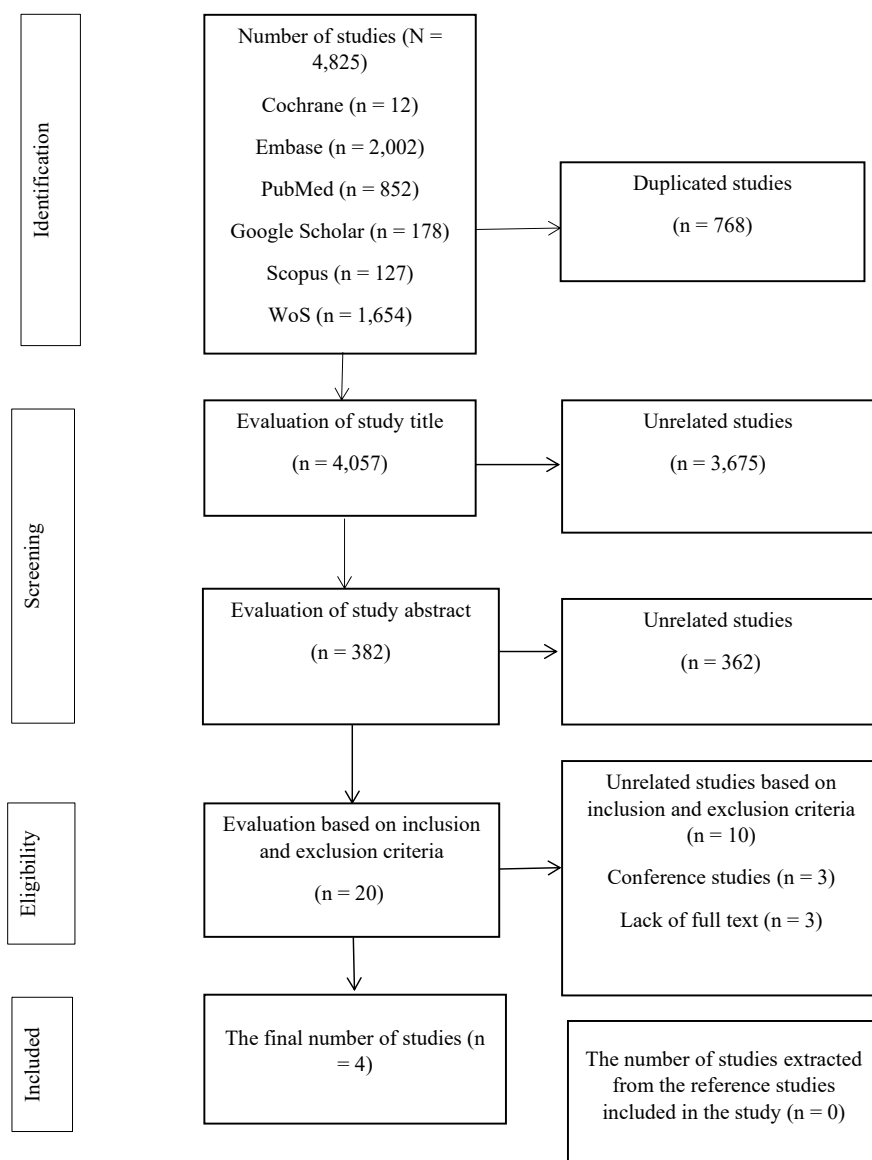 Identification
Number of studies (N =
4,825)
Cochrane (n = 12)
Embase (n = 2,002)
PubMed (n = 852)
Google Scholar (n = 178)
Scopus (n = 127)
WoS (n = 1,654)
Duplicated studies
(n = 768)
Screening
Evaluation of study title
(n = 4,057)
Unrelated studies
(n = 3,675)
Evaluation of study abstract
(n = 382)
Unrelated studies
(n = 362)
Eligibility
Evaluation based on inclusion
and exclusion criteria
(n = 20)
Unrelated studies based on
inclusion and exclusion criteria
(n = 10)
Conference studies (n = 3)
Lack of full text (n = 3)
Included
The final number of studies (n
= 4)
The number of studies extracted
from the reference studies
included in the study (n = 0)